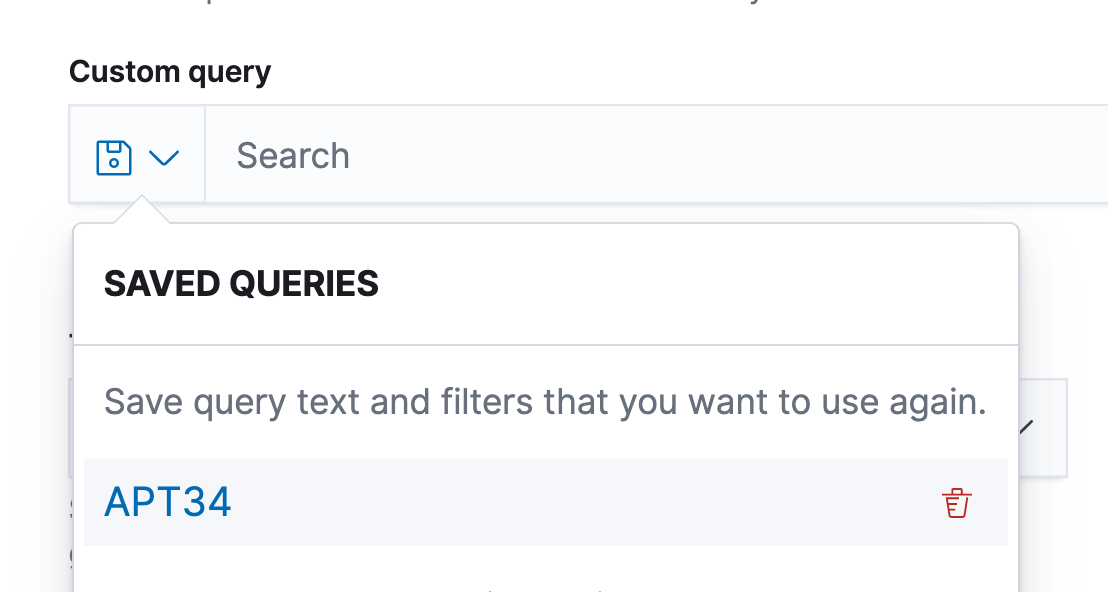 Custom query
Search
SAVED QUERIES
Save query text and filters that you want to use again.
APT34